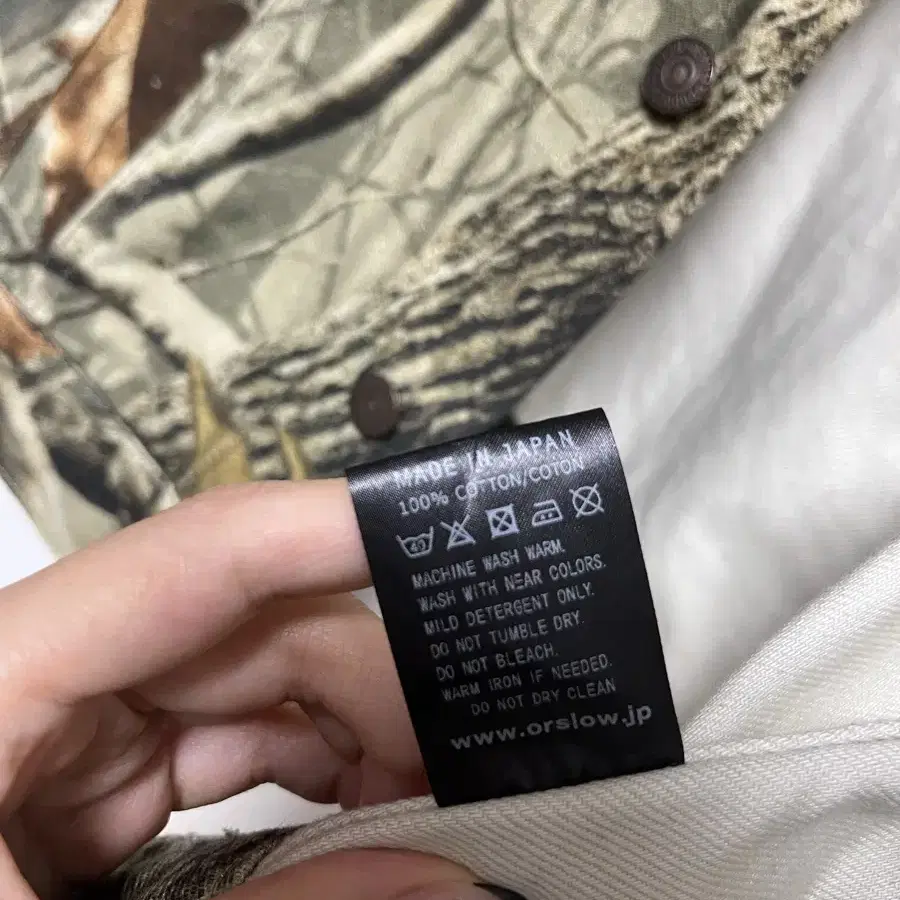 MADE IN JAPAN
100% COTTON/COTON
40
MACHINE WASH WARM.
WASH WITH NEAR COLORS.
MILD DETERGENT ONLY.
DO NOT TUMBLE DRY.
DO NOT BLEACH.
WARM IRON IF NEEDED.
DO NOT DRY CLEAN
www.orslow.jp